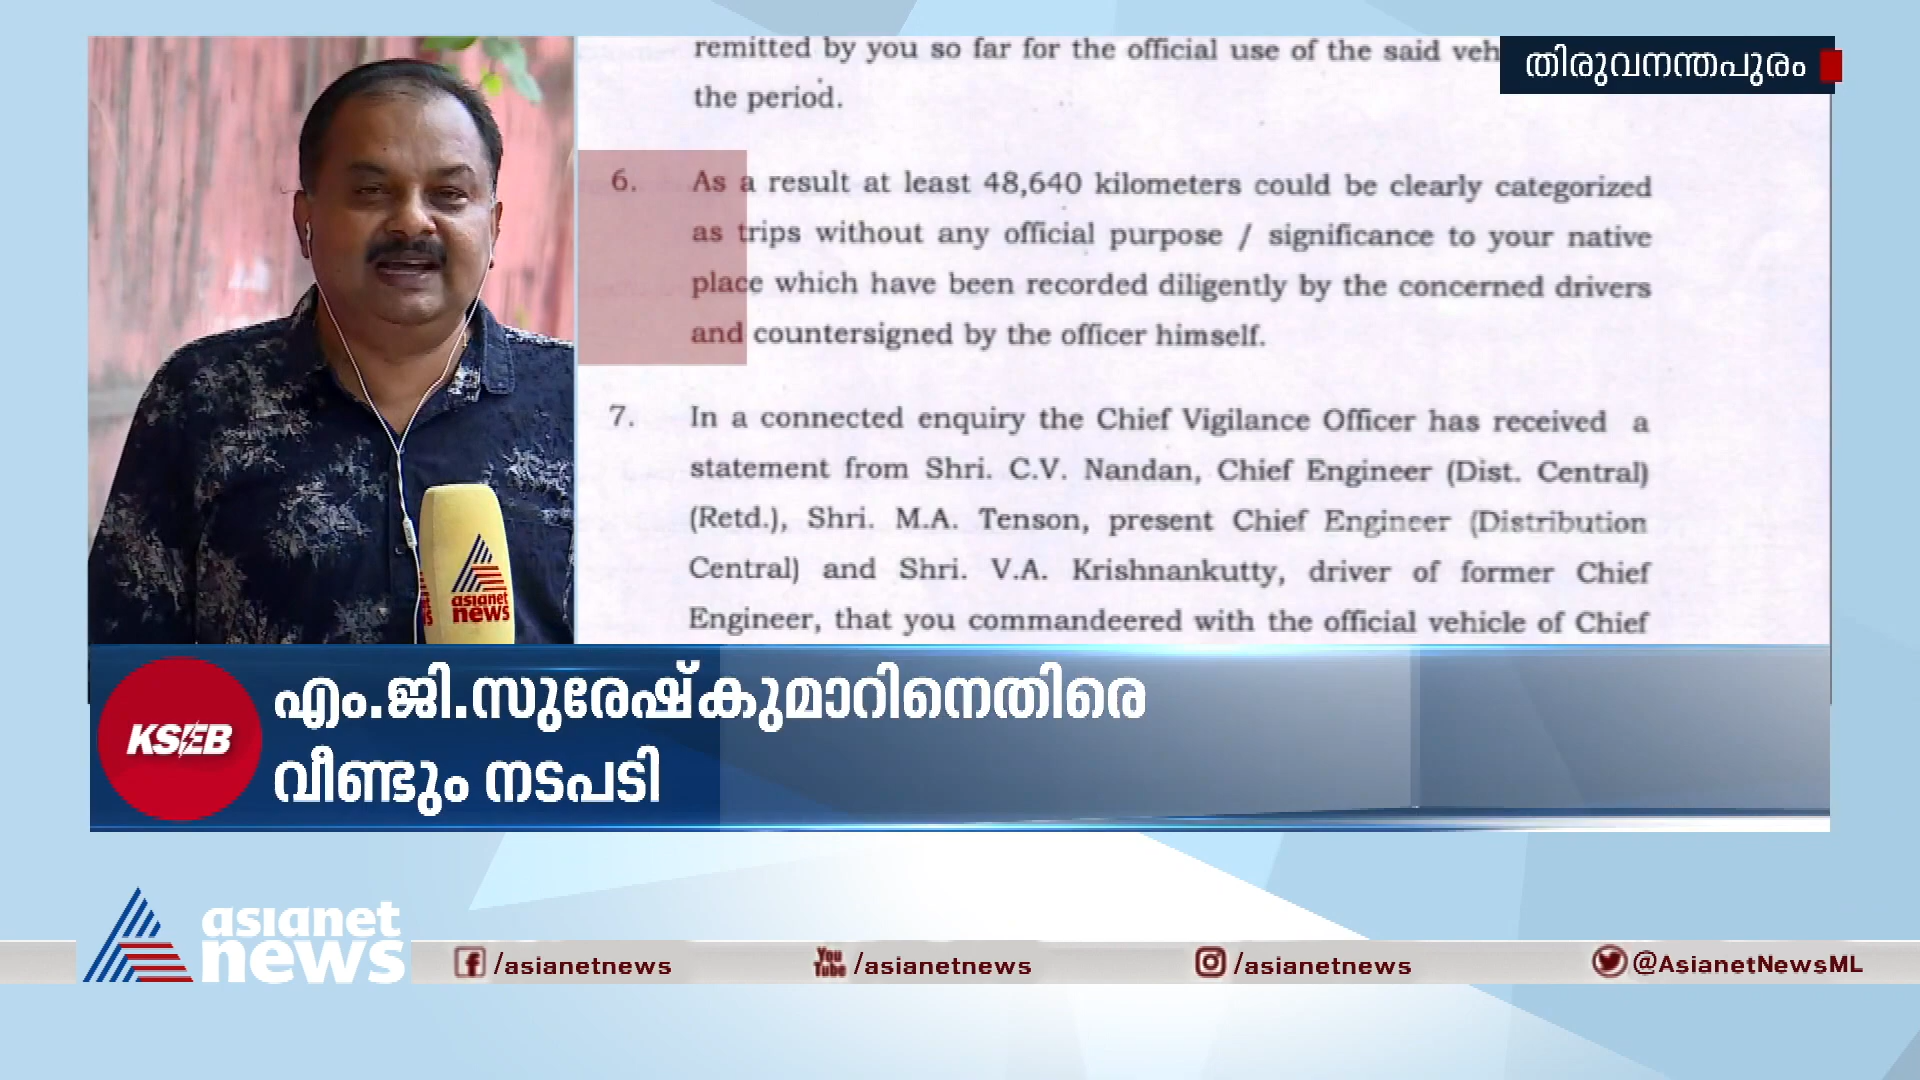 remitted by you so far for the official use of the said
the period.
തിരുവനന്തപുരം
6. As a result at least 48,640 kilometers could be clearly categorized
as trips without any official purpose / significance to your native
place which have been recorded diligently by the concerned drivers
and countersigned by the officer himself.
7. In a connected enquiry the Chief Vigilance Officer has received a
statement from Shri. C.V. Nandan, Chief Engineer (Dist. Central)
(Retd.), Shri. M.A. Tenson, present Chief Engineer (Distribution
Central) and Shri. V.A. Krishnankutty, driver of former Chief
Engineer, that you commandeered with the official vehicle of Chief
asianet
news
KSEB
എം.ജി.സുരേഷ്കുമാറിനെതിരെ
വീണ്ടും നടപടി
asianet
news
/asianetnews
You
Tube
/asianetnews
/asianetnews
@AsianetNewsML